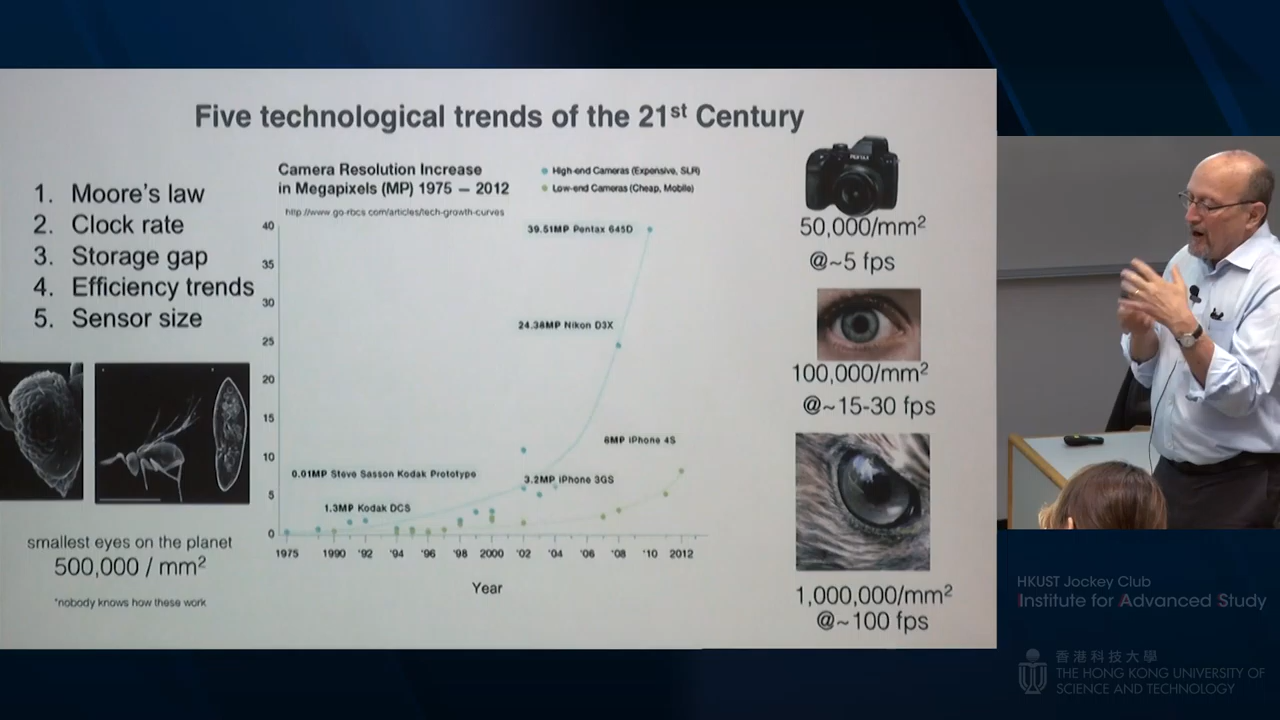 Five technological trends of the 21st Century
1. Moore's law
2. Clock rate
3. Storage gap
4. Efficiency trends
5. Sensor size
smallest eyes on the planet
500,000 / mm2
*nobody knows how these work
Camera Resolution Increase
in Megapixels (MP) 1975 – 2012
http://www.go-rbcs.com/articles/tech-growth-curves
High-end Cameras (Expensive, SLR)
Low-end Cameras (Cheap, Mobile)
40
35
30
25
20
15
10
5
0
39.51MP Pentax 645D
24.38MP Nikon D3X
8MP iPhone 4S
0.01MP Steve Sasson Kodak Prototype
3.2MP iPhone 3GS
1.3MP Kodak DCS
1975 1990 '92 '94 '96 '98 2000 '02 '04 '06 '08 '10 2012
Year
PENTAX
50,000/mm2
@~5 fps
100,000/mm2
@~15-30 fps
1,000,000/mm2
@~100 fps
HKUST Jockey Club
Institute for Advanced Study
香港科技大學
THE HONG KONG UNIVERSITY OF
SCIENCE AND TECHNOLOGY